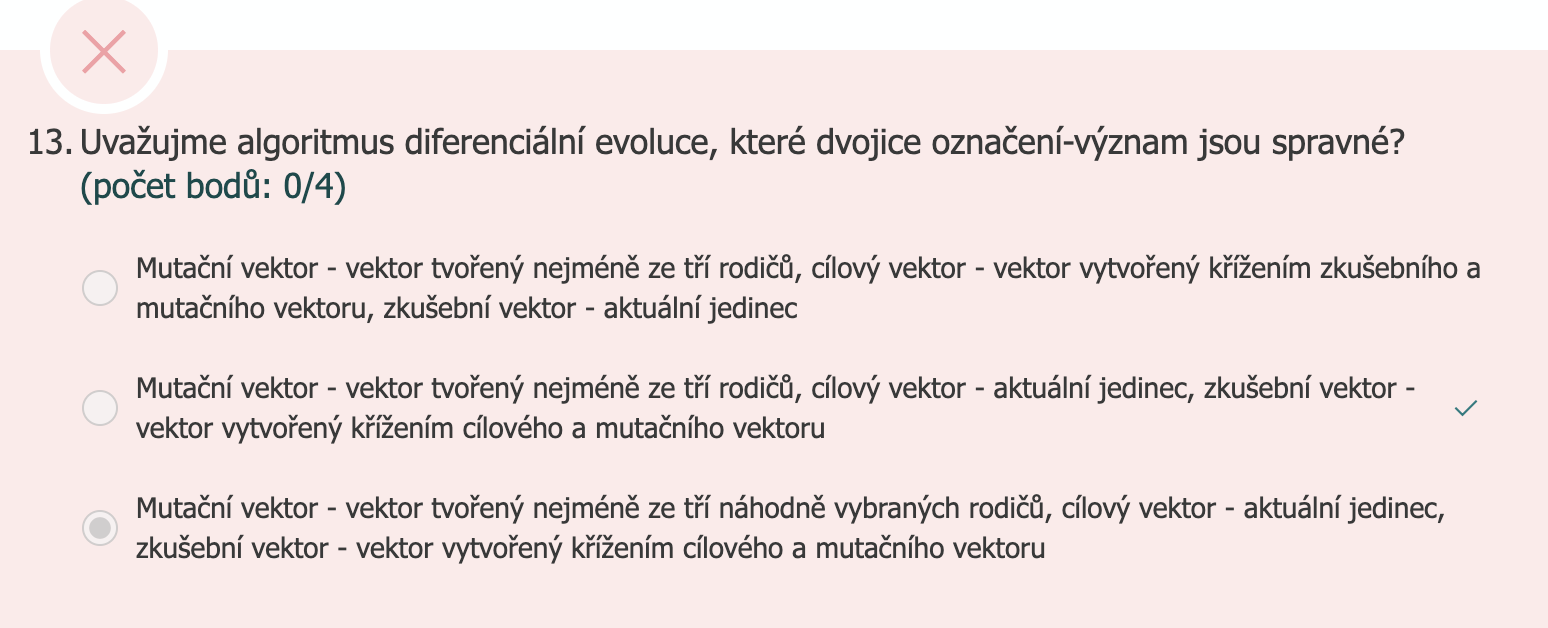 13. Uvažujme algoritmus diferenciální evoluce, které dvojice označení-význam jsou spravné?
(počet bodů: 0/4)
Mutační vektor - vektor tvořený nejméně ze tří rodičů, cílový vektor - vektor vytvořený křížením zkušebního a
mutačního vektoru, zkušební vektor - aktuální jedinec
Mutační vektor - vektor tvořený nejméně ze tří rodičů, cílový vektor - aktuální jedinec, zkušební vektor -
vektor vytvořený křížením cílového a mutačního vektoru
Mutační vektor - vektor tvořený nejméně ze tří náhodně vybraných rodičů, cílový vektor - aktuální jedinec,
zkušební vektor - vektor vytvořený křížením cílového a mutačního vektoru